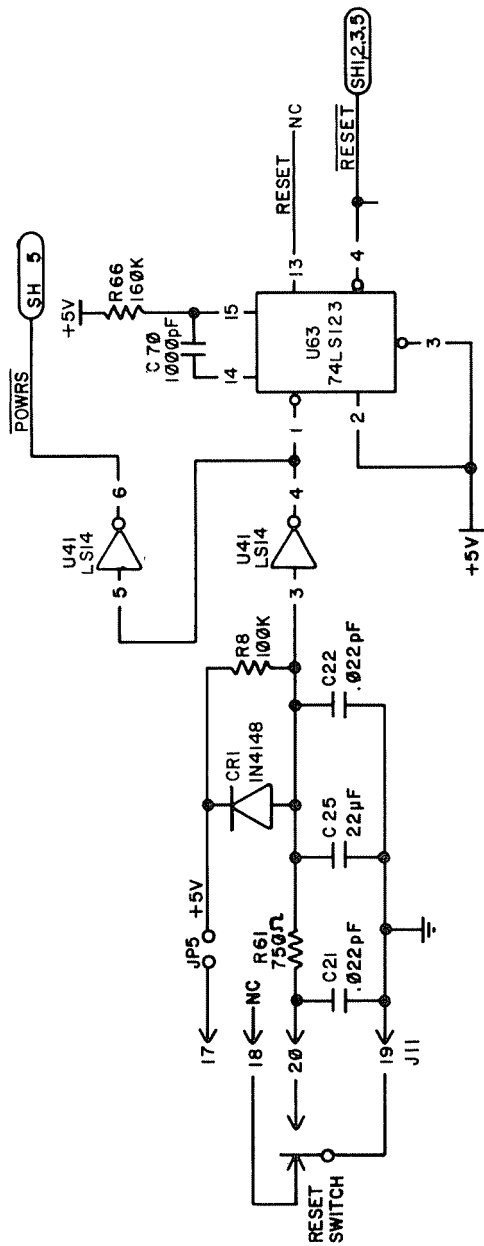 POWRS
SH 5
U41
LS14
5
6
+5V
R66
160K
C70
1000pF
14
15
RESET
NC
13
U63
74LS123
1
2
3
4
RESET
SH1,2,3,5
+5V
U41
LS14
3
4
R8
100K
CR1
1N4148
+5V
JP5
17
18
NC
R61
750Ω
20
C21
.022pF
C25
22µF
C22
.022pF
19
J11
RESET
SWITCH